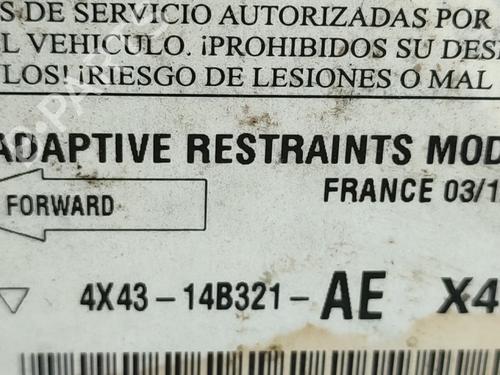 S DE SERVICIO AUTORIZADAS POR
L VEHICULO. ¡PROHIBIDOS SU DES
LOS! ¡RIESGO DE LESIONES O MAL
ADAPTIVE RESTRAINTS MOD
FRANCE 03/1
FORWARD
4X43-14B321-AE X4